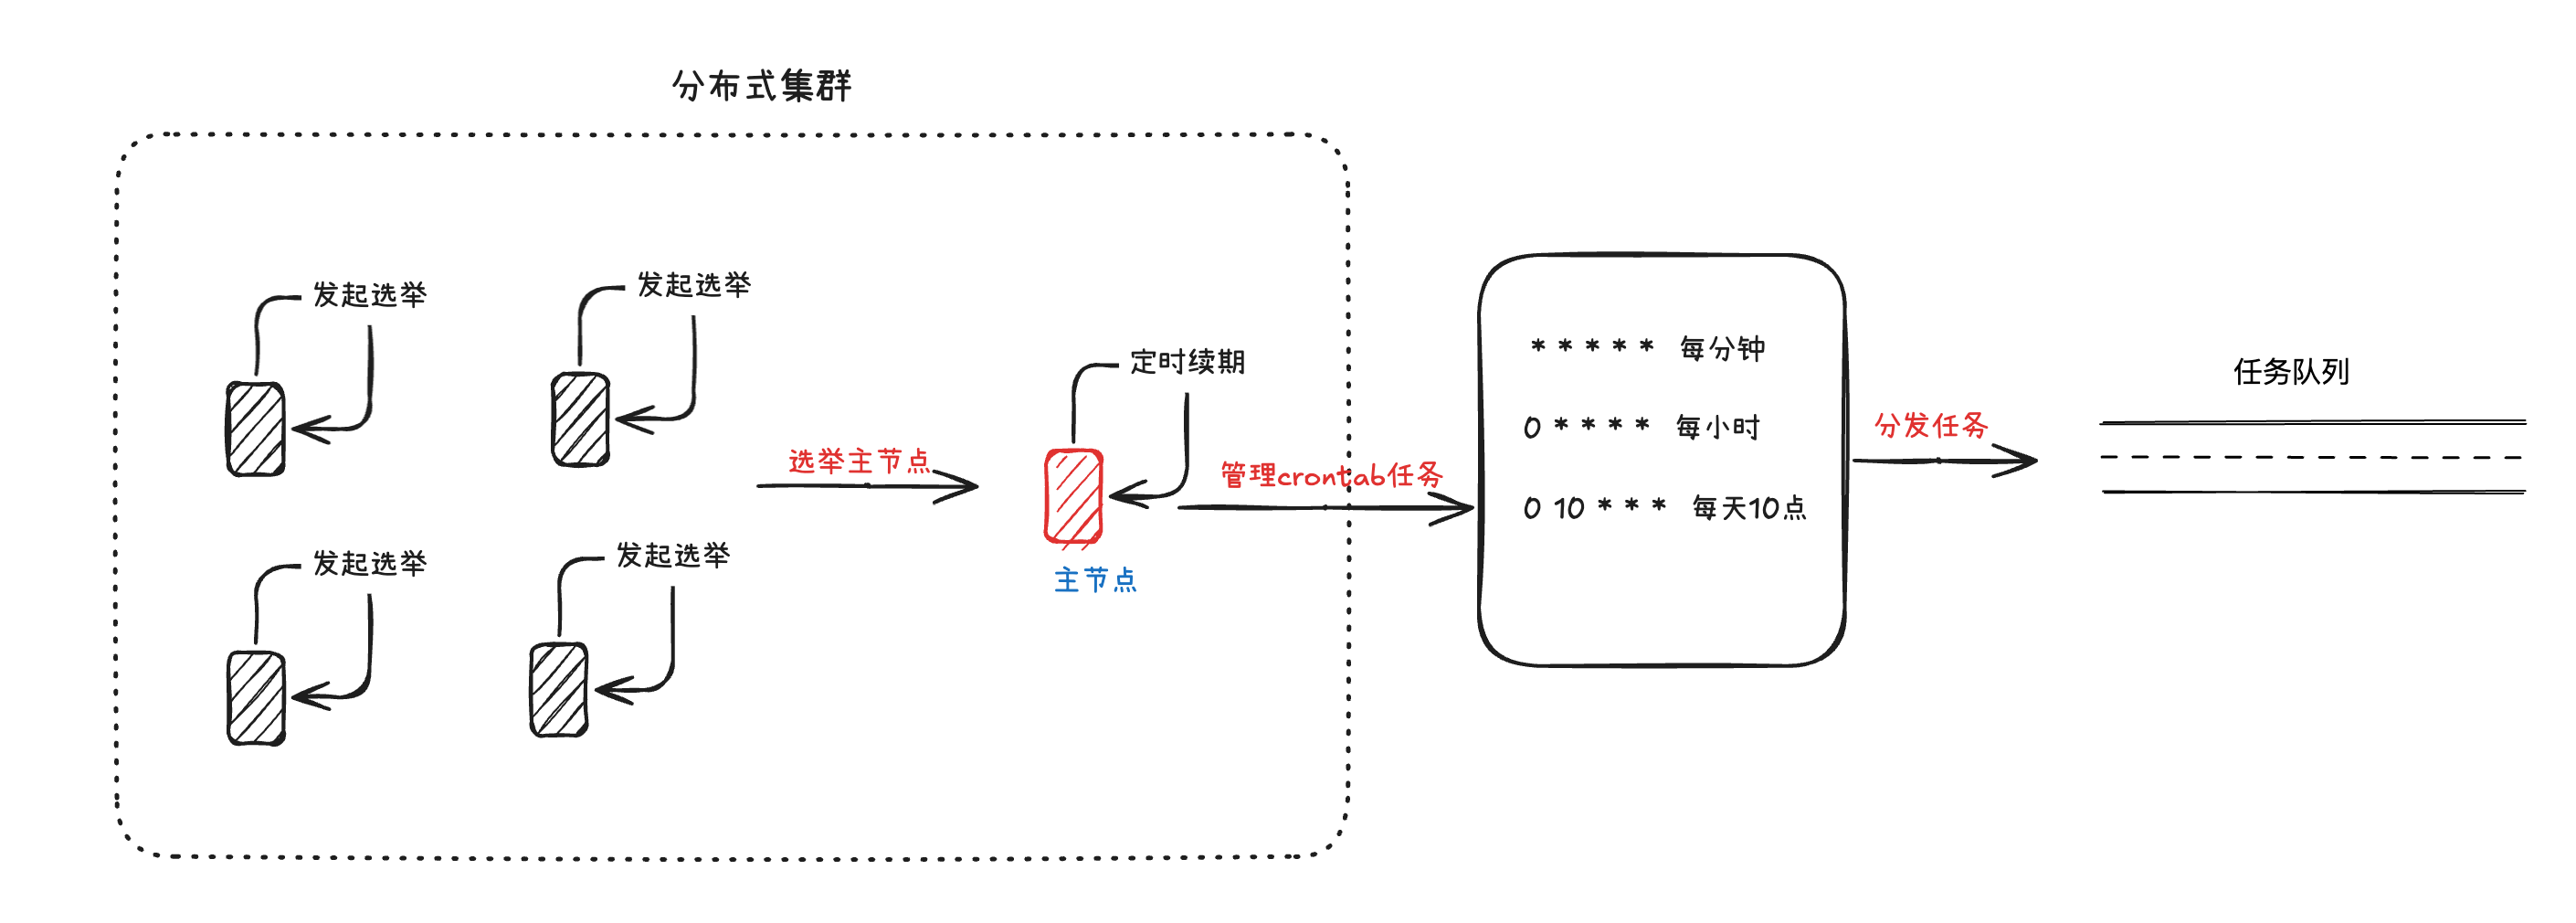 分布式集群
发起选举
发起选举
发起选举
发起选举
选举主节点
定时续期
主节点
管理crontab任务
* * * * * 每分钟
0 * * * * 每小时
0 10 * * * 每天10点
分发任务
任务队列